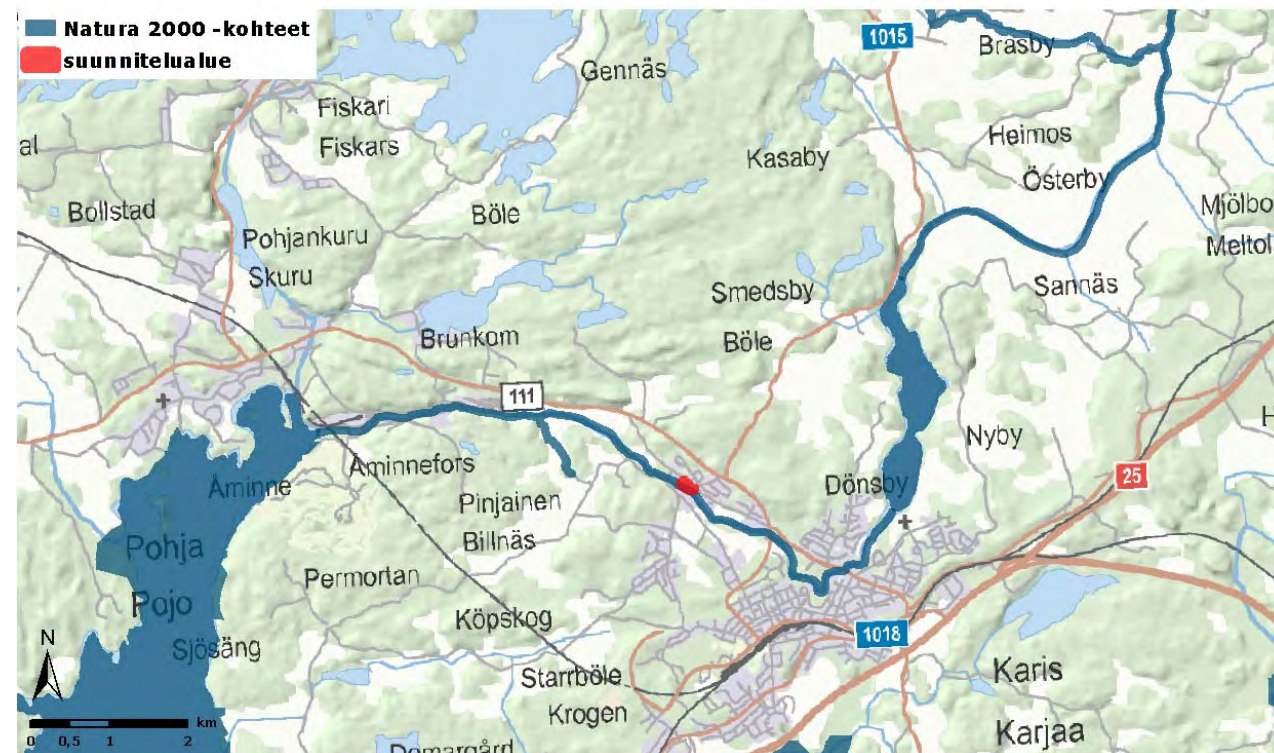 Natura 2000 -kohteet
suunnitelualue
1015
Brasby
Gennäs
Fiskari
Fiskars
Heimos
al
Kasaby
Österby
Bollstad
Böle
Mjölbo
Pohjankuru
Meltol
Skuru
Sannäs
Smedsby
Brunkom
Böle
111
H
Nyby
Åminnefors
25
Åminne
Dönsby
Pinjainen
Billnäs
Pohja
Permortan
Pojo
Köpskog
N
Sjösäng
1018
Starrböle
Karis
Krogen
km
Karjaa
0 0,5 1 2
Domargård